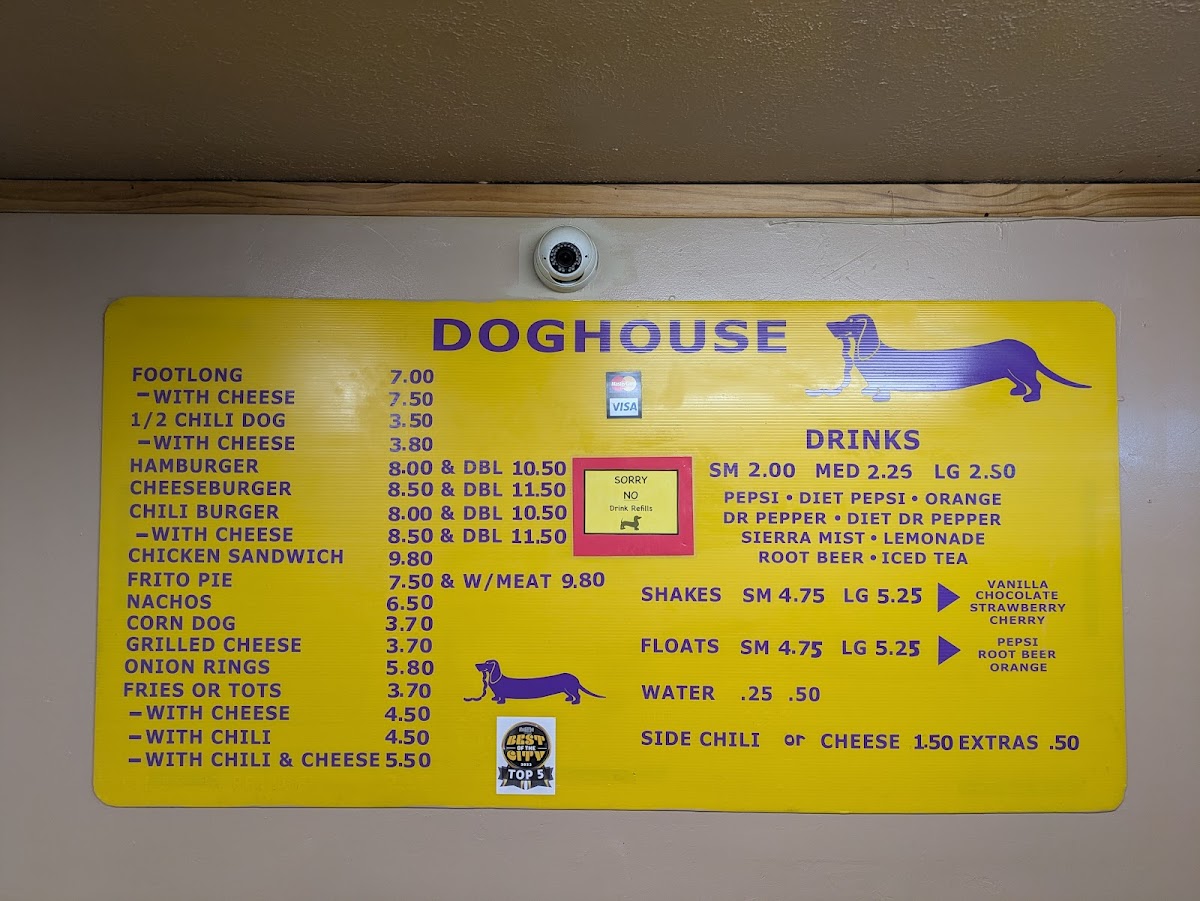 DOGHOUSE
FOOTLONG 7.00
-WITH CHEESE 7.50
1/2 CHILI DOG 3.50
-WITH CHEESE 3.80
HAMBURGER 8.00 & DBL 10.50
CHEESEBURGER 8.50 & DBL 11.50
CHILI BURGER 8.00 & DBL 10.50
-WITH CHEESE 8.50 & DBL 11.50
CHICKEN SANDWICH 9.80
FRITO PIE 7.50 & W/MEAT 9.80
NACHOS 6.50
CORN DOG 3.70
GRILLED CHEESE 3.70
ONION RINGS 5.80
FRIES OR TOTS 3.70
-WITH CHEESE 4.50
-WITH CHILI 4.50
-WITH CHILI & CHEESE 5.50
MasterCard
VISA
SORRY
NO
Drink Refills
BEST
OF THE
CITY
2023
TOP 5
DRINKS
SM 2.00 MED 2.25 LG 2.50
PEPSI • DIET PEPSI • ORANGE
DR PEPPER • DIET DR PEPPER
SIERRA MIST • LEMONADE
ROOT BEER • ICED TEA
SHAKES SM 4.75 LG 5.25
VANILLA
CHOCOLATE
STRAWBERRY
CHERRY
FLOATS SM 4.75 LG 5.25
PEPSI
ROOT BEER
ORANGE
WATER .25 .50
SIDE CHILI or CHEESE 1.50 EXTRAS .50